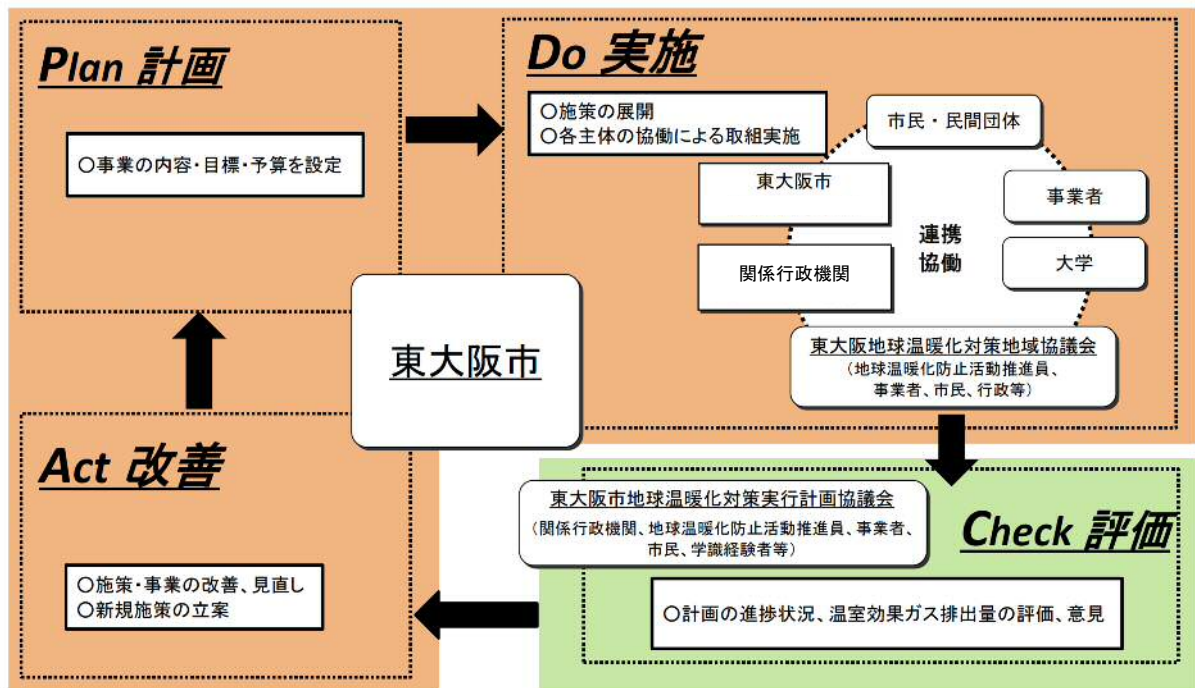 Plan 計画
○事業の内容・目標・予算を設定
Do 実施
○施策の展開
○各主体の協働による取組実施
市民・民間団体
東大阪市
事業者
連携
協働
関係行政機関
大学
東大阪地球温暖化対策地域協議会
（地球温暖化防止活動推進員、
事業者、市民、行政等）
東大阪市
Act 改善
○施策・事業の改善、見直し
○新規施策の立案
東大阪市地球温暖化対策実行計画協議会
（関係行政機関、地球温暖化防止活動推進員、事業者、
市民、学識経験者等）
Check 評価
○計画の進捗状況、温室効果ガス排出量の評価、意見